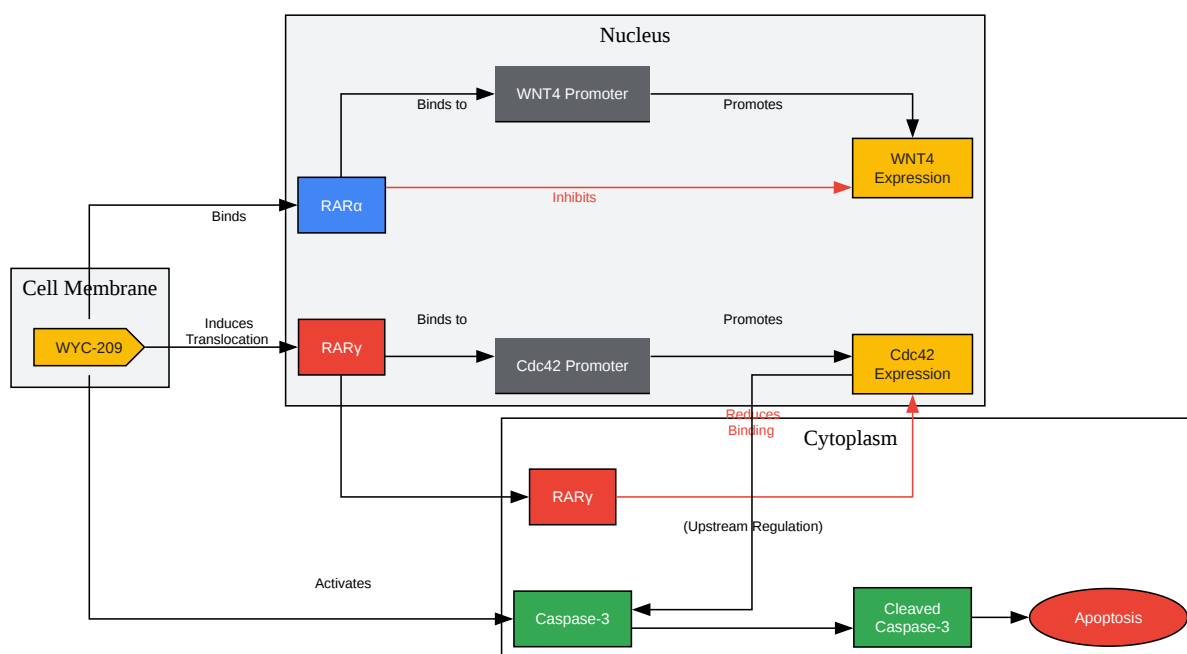 Nucleus
WNT4 Promoter
Binds to
Promotes
WNT4
Expression
RARα
Inhibits
Binds
Cell Membrane
WYC-209
Induces
Translocation
RARγ
Binds to
Cdc42 Promoter
Promotes
Cdc42
Expression
Reduces
Binding
Cytoplasm
RARγ
(Upstream Regulation)
Activates
Caspase-3
Cleaved
Caspase-3
Apoptosis